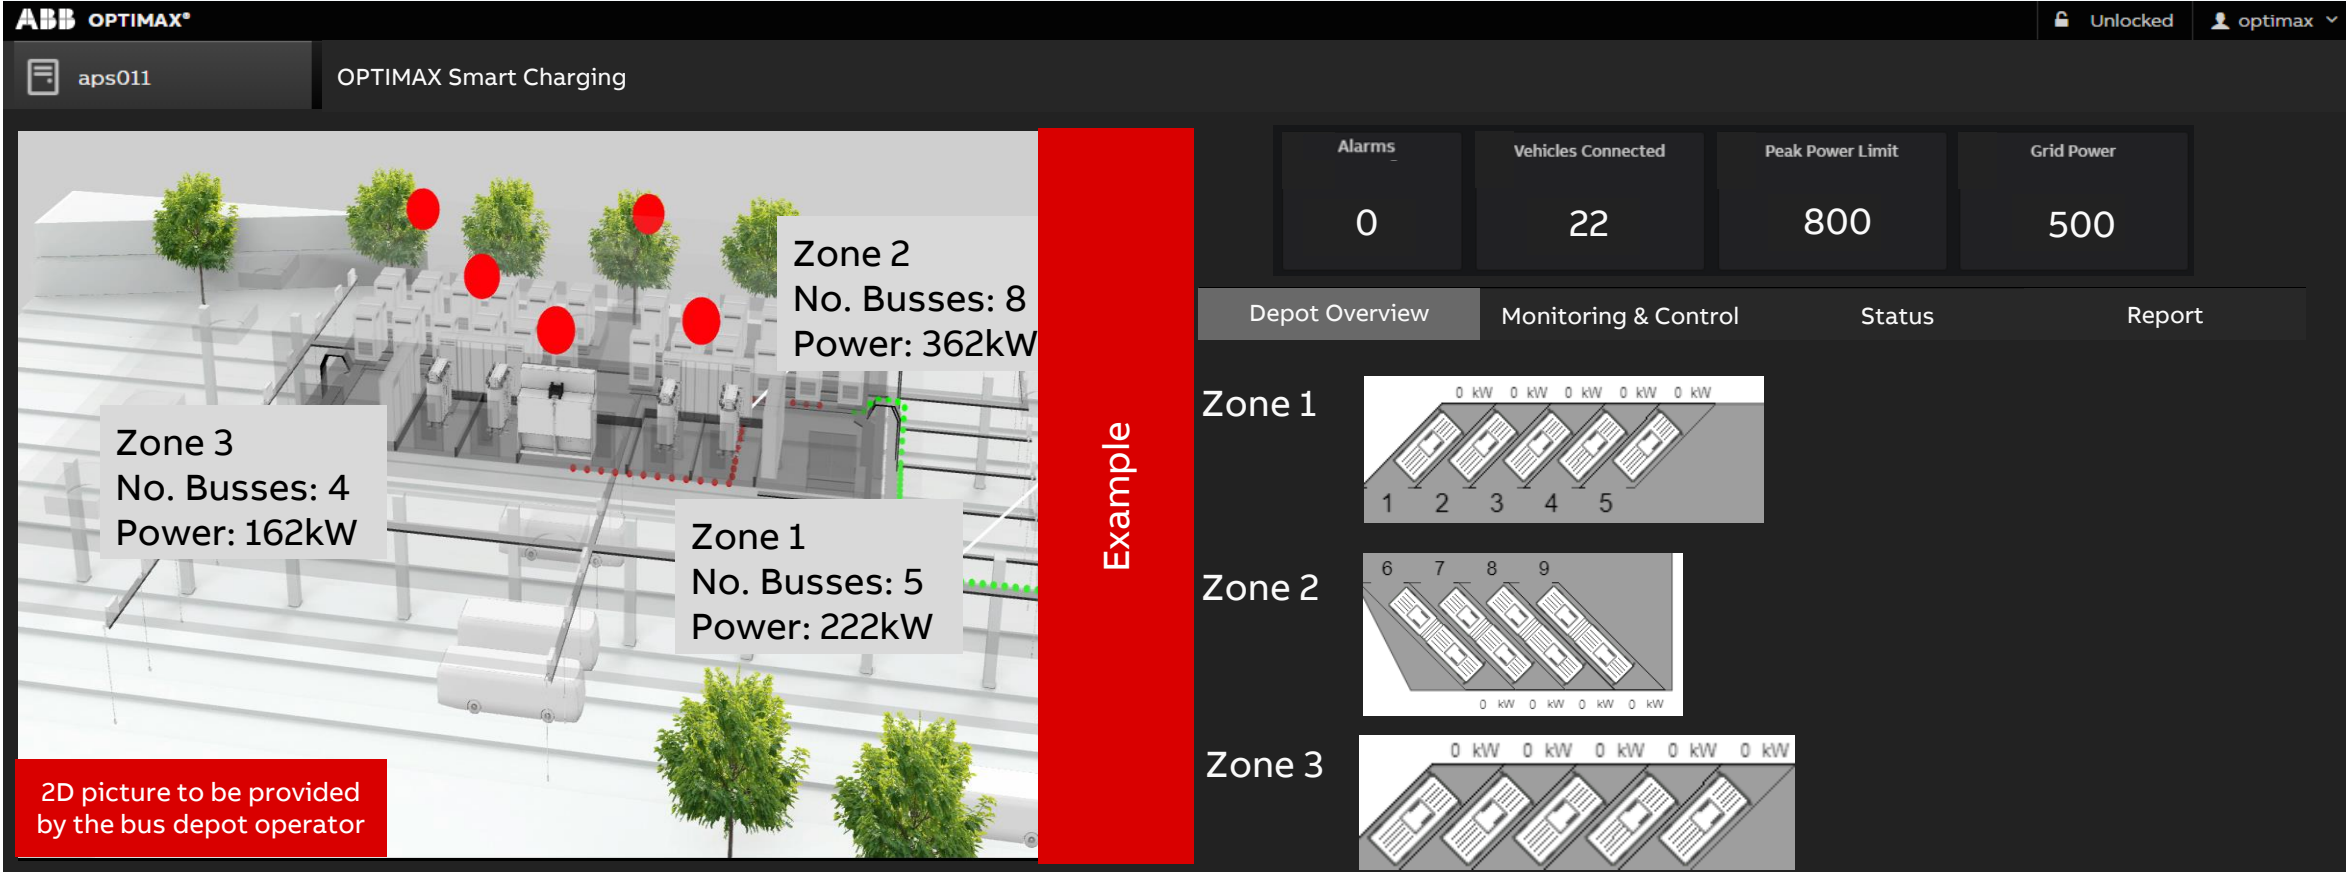 ABB OPTIMAX®
Unlocked
optimax
aps011
OPTIMAX Smart Charging
Zone 2
No. Busses: 8
Power: 362kW
Zone 3
No. Busses: 4
Power: 162kW
Zone 1
No. Busses: 5
Power: 222kW
2D picture to be provided
by the bus depot operator
Example
Alarms
0
Vehicles Connected
22
Peak Power Limit
800
Grid Power
500
Depot Overview
Monitoring & Control
Status
Report
Zone 1
0 kW 0 kW 0 kW 0 kW 0 kW
1 2 3 4 5
Zone 2
6 7 8 9
0 kW 0 kW 0 kW 0 kW
Zone 3
0 kW 0 kW 0 kW 0 kW 0 kW